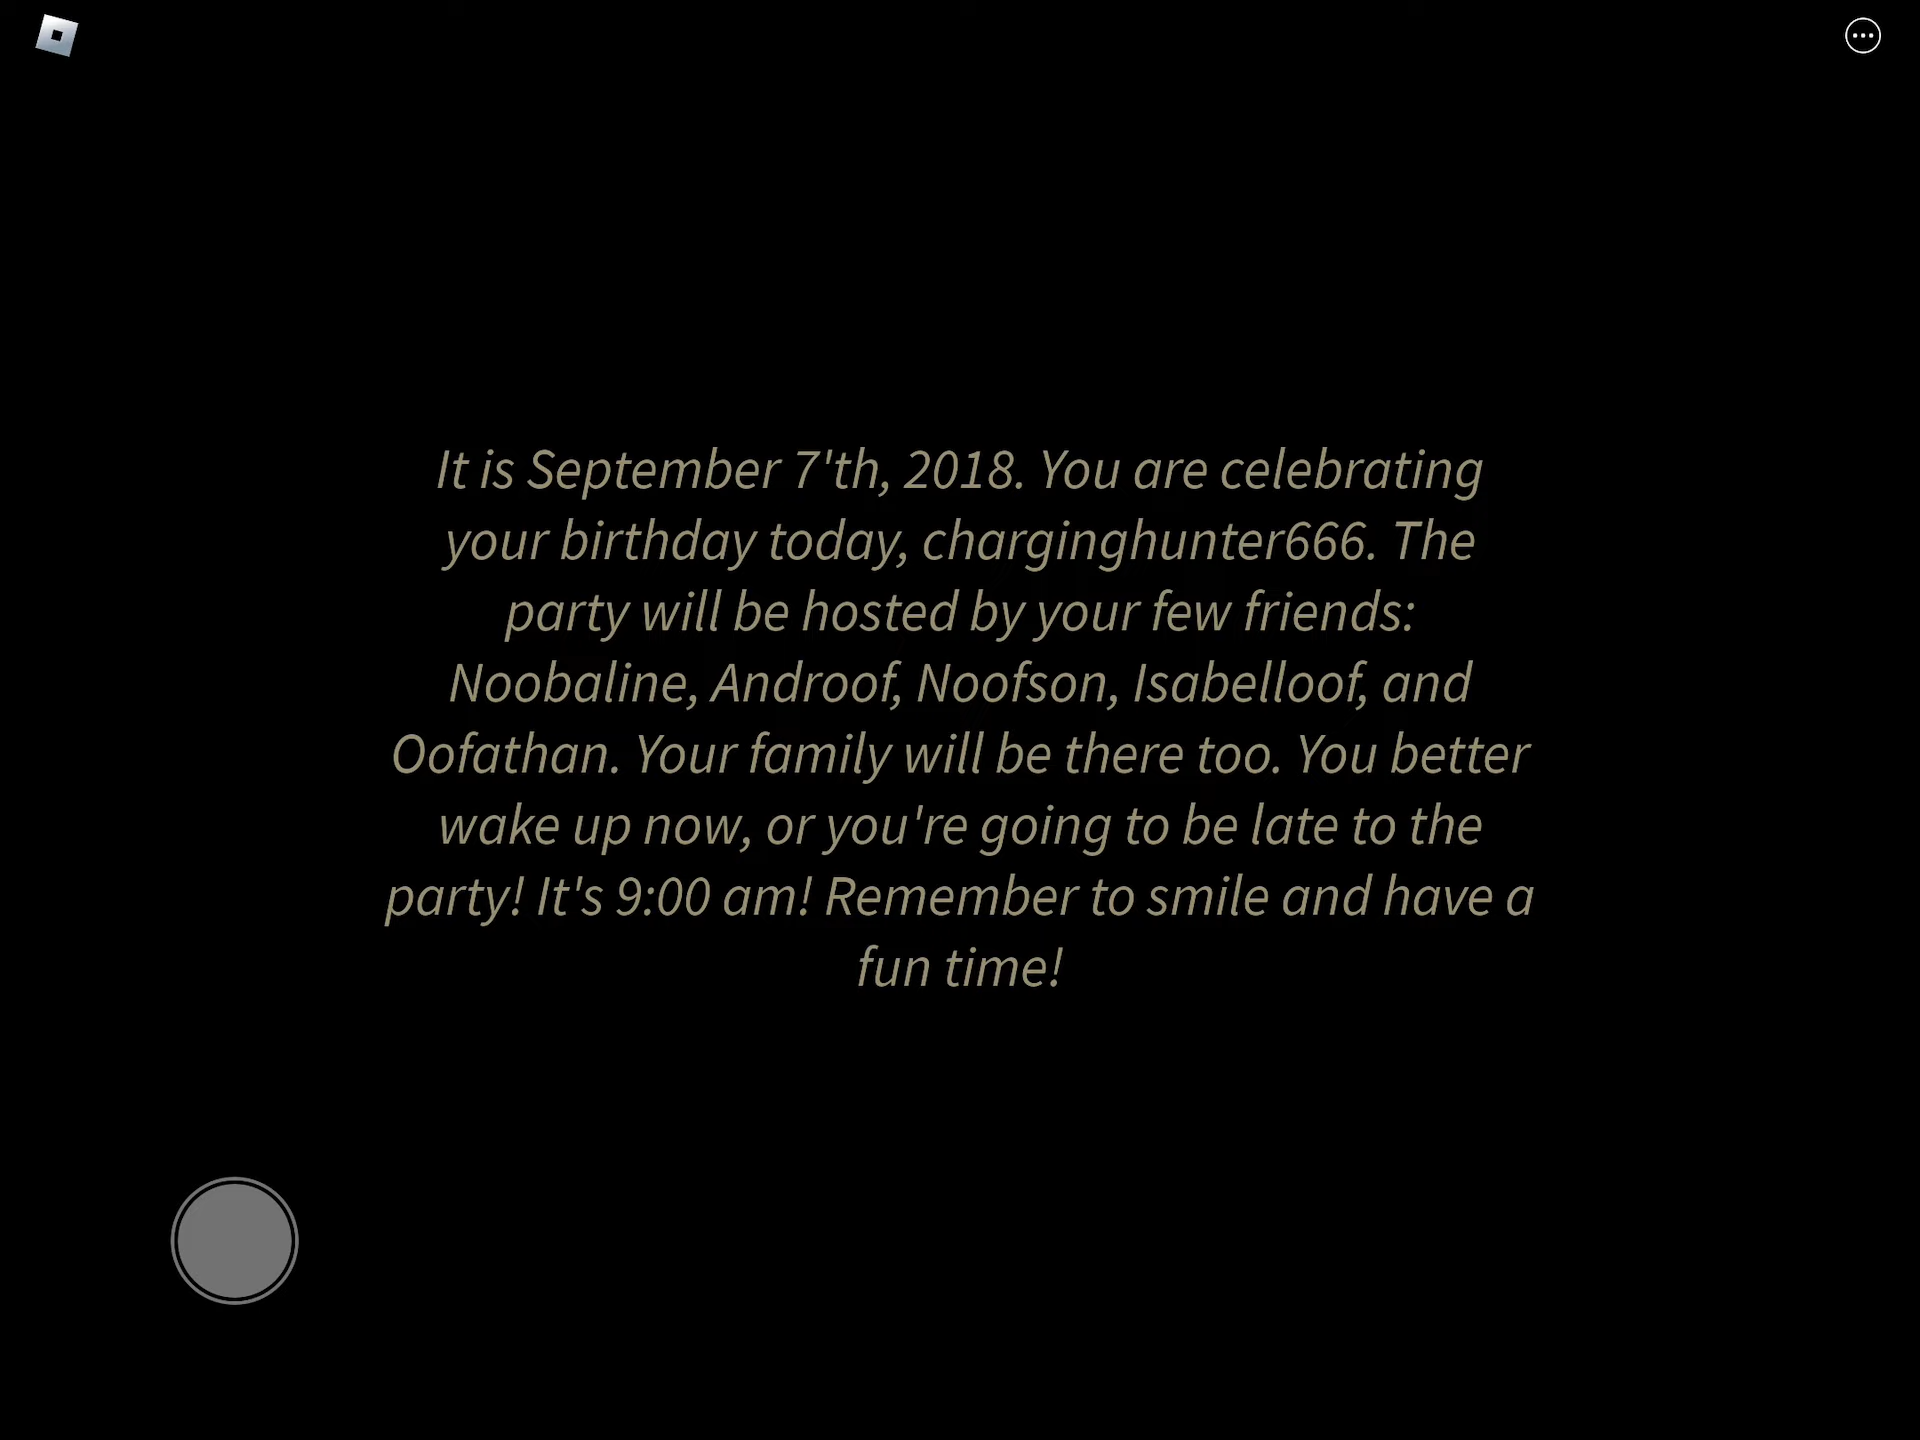 It is September 7'th, 2018. You are celebrating
your birthday today, charginghunter666. The
party will be hosted by your few friends:
Noobaline, Androof, Noofson, Isabelloof, and
Oofathan. Your family will be there too. You better
wake up now, or you're going to be late to the
party! It's 9:00 am! Remember to smile and have a
fun time!